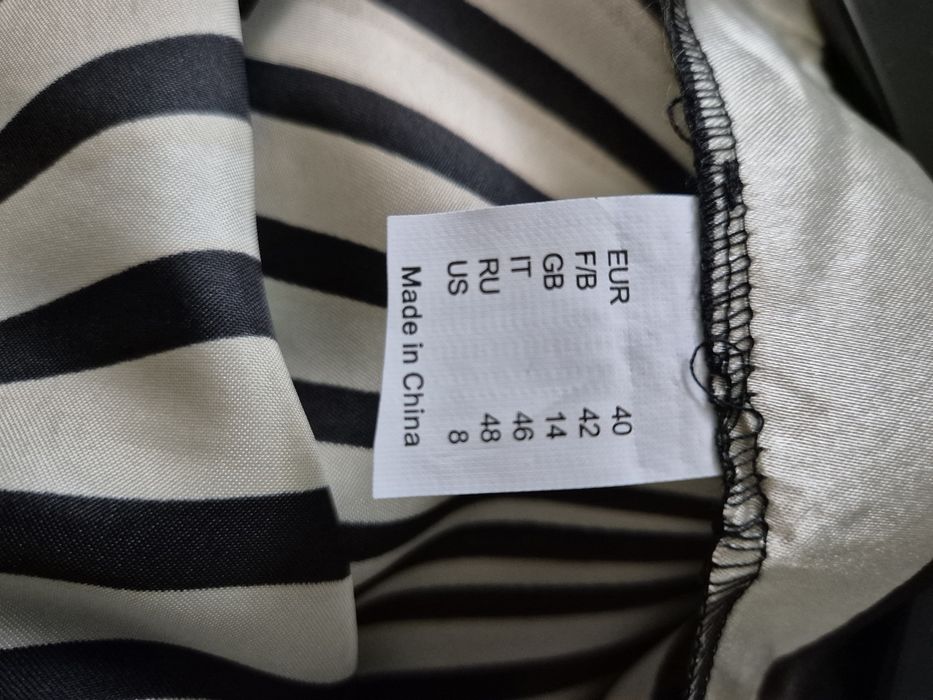 EUR 40
F/B 42
GB 14
IT 46
RU 48
US 8
Made in China